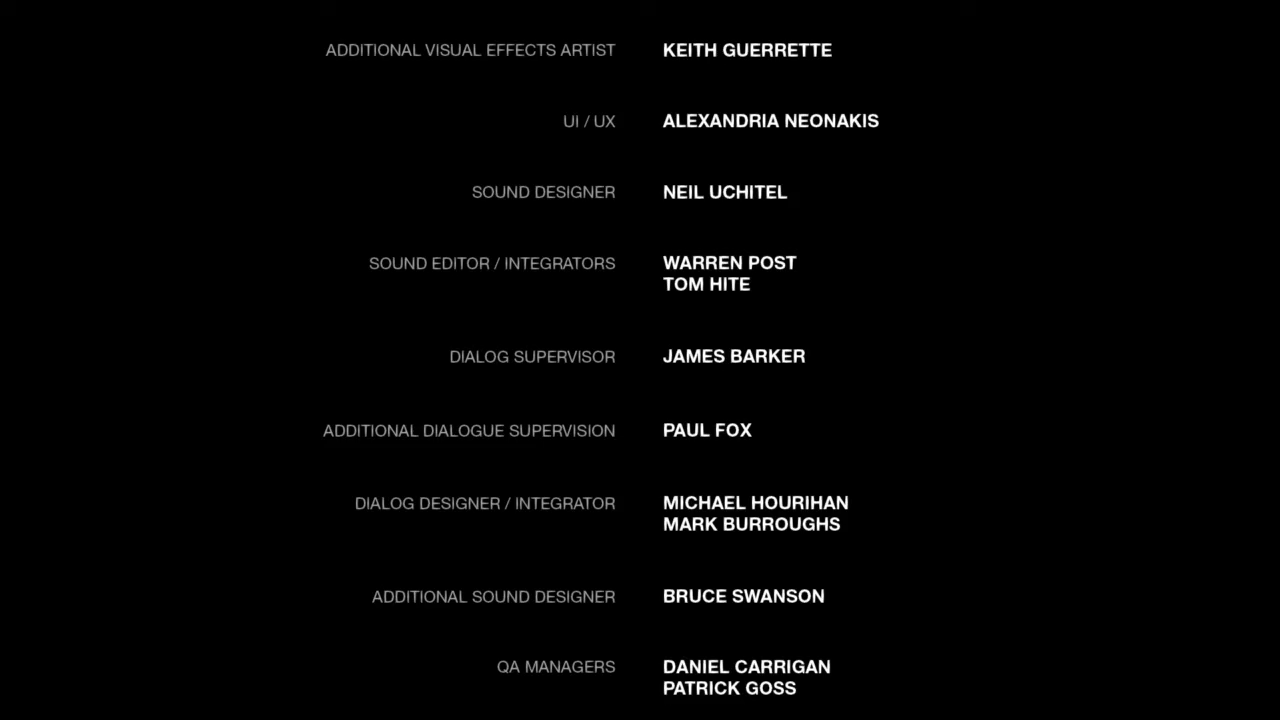 ADDITIONAL VISUAL EFFECTS ARTIST KEITH GUERRETTE
UI / UX ALEXANDRIA NEONAKIS
SOUND DESIGNER NEIL UCHITEL
SOUND EDITOR / INTEGRATORS WARREN POST
TOM HITE
DIALOG SUPERVISOR JAMES BARKER
ADDITIONAL DIALOGUE SUPERVISION PAUL FOX
DIALOG DESIGNER / INTEGRATOR MICHAEL HOURIHAN
MARK BURROUGHS
ADDITIONAL SOUND DESIGNER BRUCE SWANSON
QA MANAGERS DANIEL CARRIGAN
PATRICK GOSS